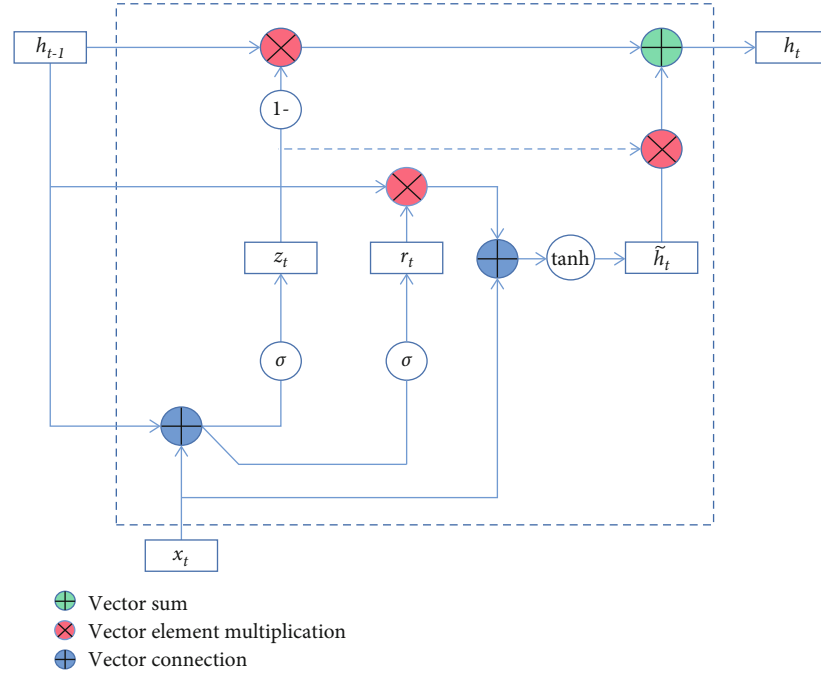 h_{t-1}
h_t
1-
z_t
r_t
tanh
h̃_t
σ
σ
x_t
Vector sum
Vector element multiplication
Vector connection